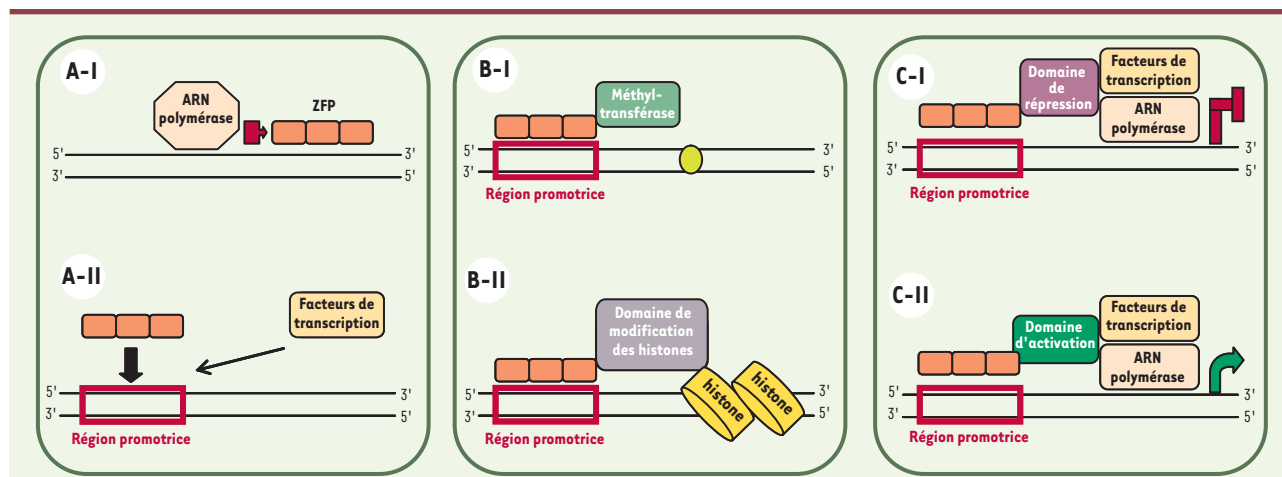 A-I
ARN
polymérase
ZFP
5'
3'
3'
5'
A-II
Facteurs de
transcription
5'
3'
3'
5'
Région promotrice
B-I
Méthyl-
transférase
5'
3'
3'
5'
Région promotrice
B-II
Domaine de
modification
des histones
histone
histone
5'
3'
3'
5'
Région promotrice
C-I
Domaine
de
répression
Facteurs de
transcription
ARN
polymérase
5'
3'
3'
5'
Région promotrice
C-II
Domaine
d'activation
Facteurs de
transcription
ARN
polymérase
5'
3'
3'
5'
Région promotrice